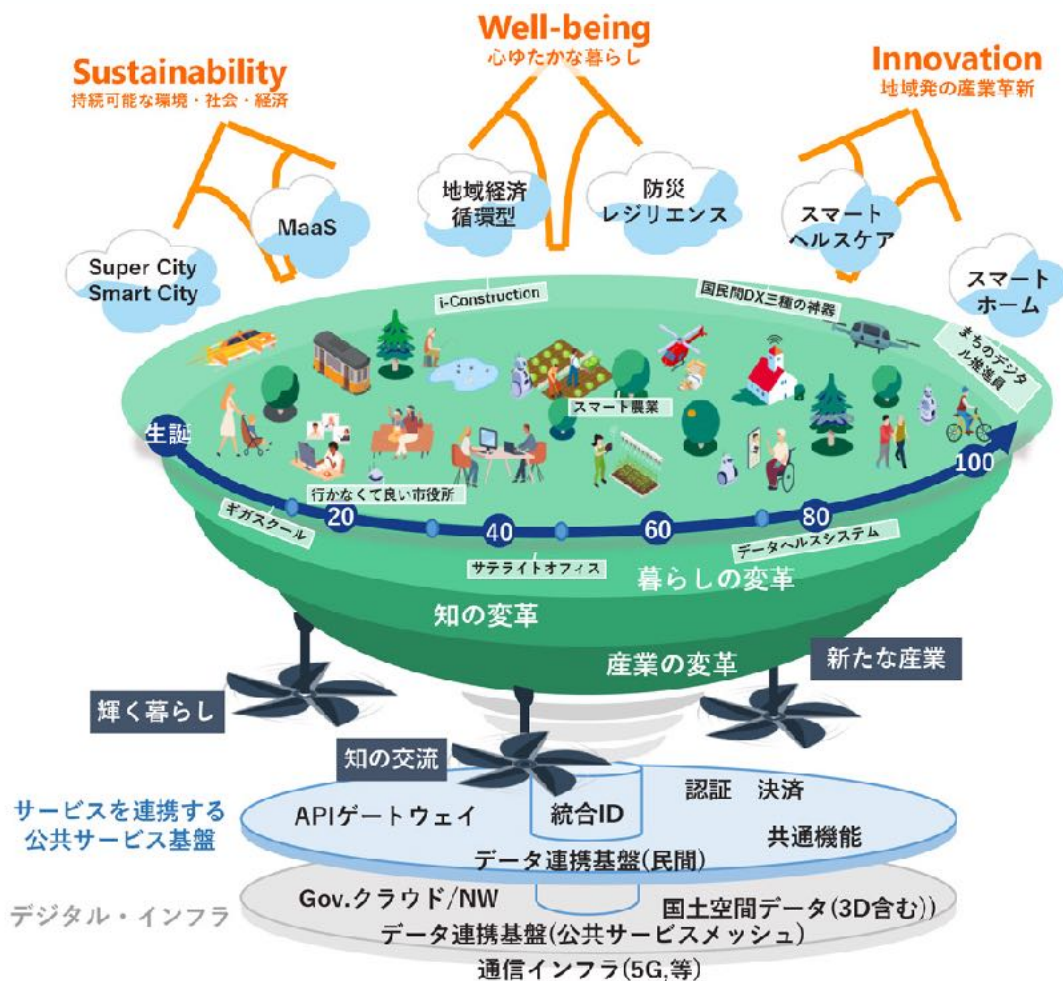 Well-being
心ゆたかな暮らし
Sustainability
持続可能な環境・社会・経済
Innovation
地域発の産業革新
地域経済
循環型
防災
レジリエンス
MaaS
スマート
ヘルスケア
Super City
Smart City
スマート
ホーム
i-Construction
国民間DX三種の神器
まちのデジタ
ル推進員
スマート農業
生誕
行かなくて良い市役所
ギガスクール
20
40
60
80
100
サテライトオフィス
データヘルスシステム
暮らしの変革
知の変革
産業の変革
新たな産業
輝く暮らし
知の交流
サービスを連携する
公共サービス基盤
APIゲートウェイ
統合ID
認証 決済
共通機能
データ連携基盤(民間)
デジタル・インフラ
Gov.クラウド/NW
国土空間データ(3D含む))
データ連携基盤(公共サービスメッシュ)
通信インフラ(5G,等)